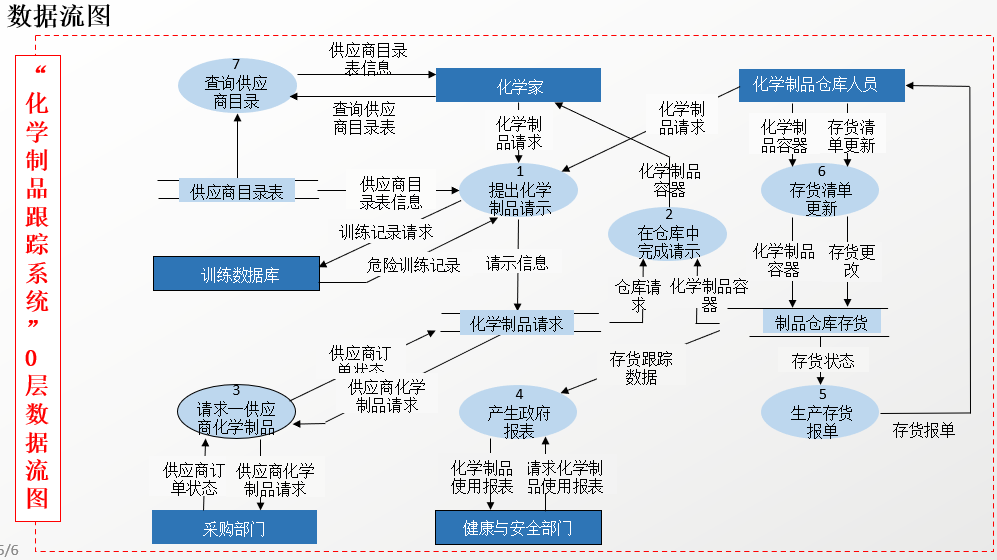 数据流图
“化学制品跟踪系统”0层数据流图
供应商目录
表信息
7
查询供应
商目录
查询供应
商目录表
化学家
化学制品仓库人员
化学制
品请求
化学制
品请求
化学制
品容器
存货清
单更新
供应商目录表
供应商目
录表信息
1
提出化学
制品请示
化学制品
容器
6
存货清单
更新
2
在仓库中
完成请示
训练记录请求
危险训练记录
训练数据库
请示信息
化学制品
容器
存货更
改
仓库请
求
化学制品容
器
化学制品请求
制品仓库存货
供应商订
单状态
供应商化学
制品请求
存货跟踪
数据
存货状态
3
请求一供应
商化学制品
4
产生政府
报表
5
生产存货
报单
存货报单
供应商订
单状态
供应商化学
制品请求
化学制品
使用报表
请求化学制
品使用报表
采购部门
健康与安全部门
6/6